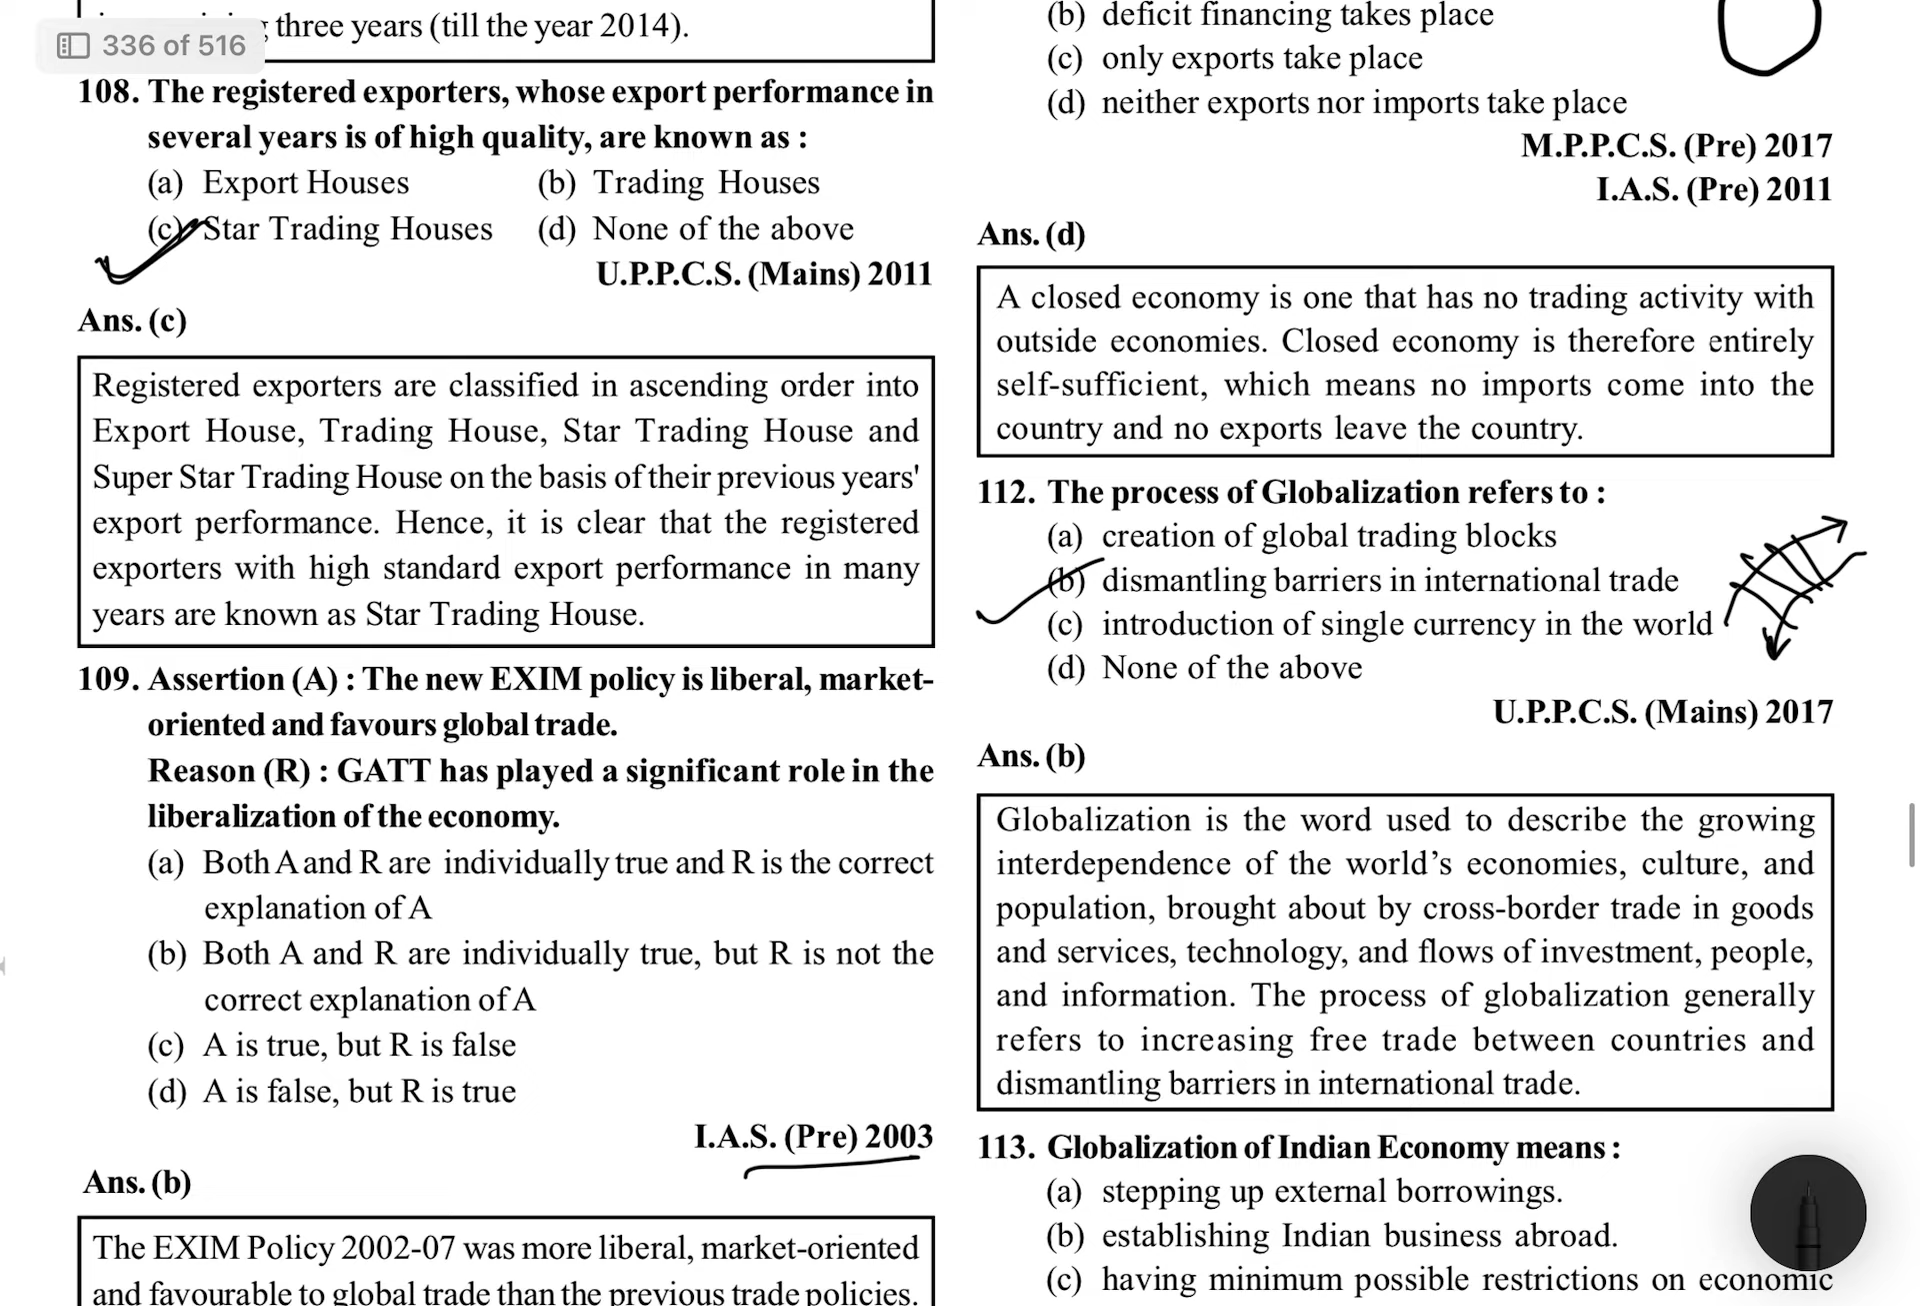 336 of 516
three years (till the year 2014).
108. The registered exporters, whose export performance in
several years is of high quality, are known as :
(a) Export Houses (b) Trading Houses
(c) Star Trading Houses (d) None of the above
U.P.P.C.S. (Mains) 2011
Ans. (c)
Registered exporters are classified in ascending order into
Export House, Trading House, Star Trading House and
Super Star Trading House on the basis of their previous years'
export performance. Hence, it is clear that the registered
exporters with high standard export performance in many
years are known as Star Trading House.
109. Assertion (A) : The new EXIM policy is liberal, market-
oriented and favours global trade.
Reason (R) : GATT has played a significant role in the
liberalization of the economy.
(a) Both A and R are individually true and R is the correct
explanation of A
(b) Both A and R are individually true, but R is not the
correct explanation of A
(c) A is true, but R is false
(d) A is false, but R is true
I.A.S. (Pre) 2003
Ans. (b)
The EXIM Policy 2002-07 was more liberal, market-oriented
and favourable to global trade than the previous trade policies.
(b) deficit financing takes place
(c) only exports take place
(d) neither exports nor imports take place
M.P.P.C.S. (Pre) 2017
I.A.S. (Pre) 2011
Ans. (d)
A closed economy is one that has no trading activity with
outside economies. Closed economy is therefore entirely
self-sufficient, which means no imports come into the
country and no exports leave the country.
112. The process of Globalization refers to :
(a) creation of global trading blocks
(b) dismantling barriers in international trade
(c) introduction of single currency in the world
(d) None of the above
U.P.P.C.S. (Mains) 2017
Ans. (b)
Globalization is the word used to describe the growing
interdependence of the world’s economies, culture, and
population, brought about by cross-border trade in goods
and services, technology, and flows of investment, people,
and information. The process of globalization generally
refers to increasing free trade between countries and
dismantling barriers in international trade.
113. Globalization of Indian Economy means :
(a) stepping up external borrowings.
(b) establishing Indian business abroad.
(c) having minimum possible restrictions on economic